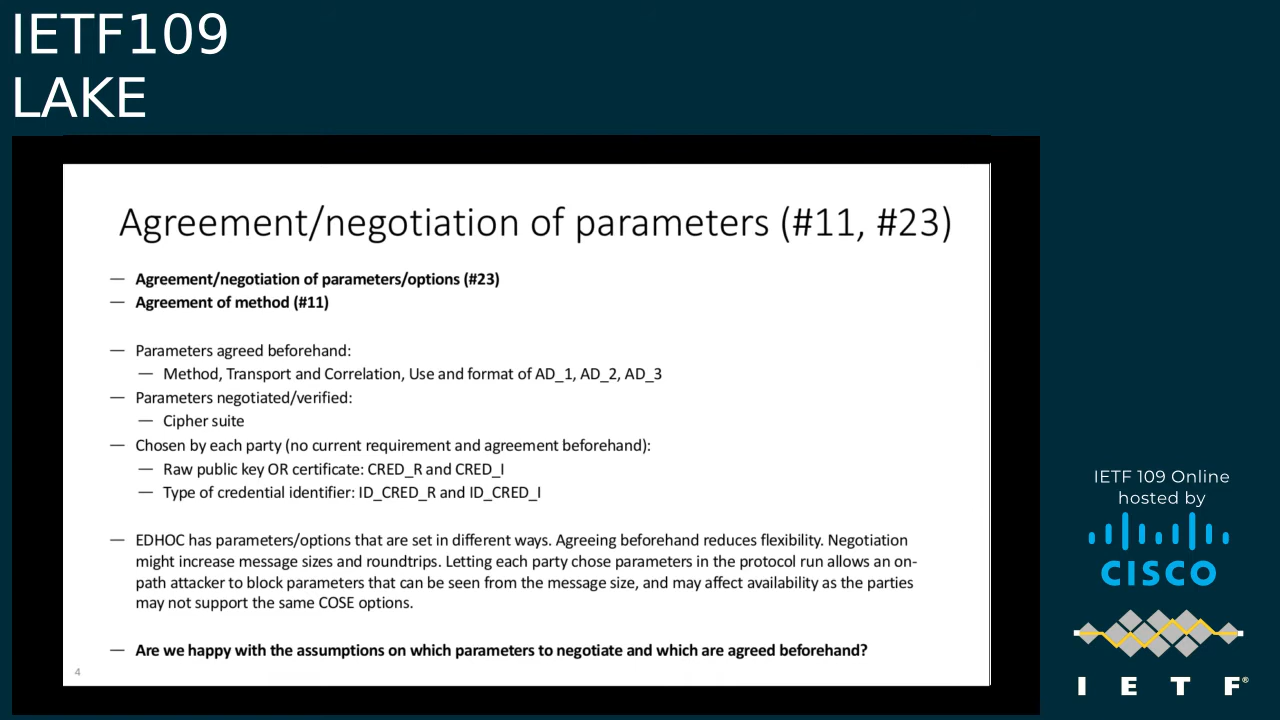 IETF109
LAKE
Agreement/negotiation of parameters (#11, #23)
— Agreement/negotiation of parameters/options (#23)
— Agreement of method (#11)
— Parameters agreed beforehand:
— Method, Transport and Correlation, Use and format of AD_1, AD_2, AD_3
— Parameters negotiated/verified:
— Cipher suite
— Chosen by each party (no current requirement and agreement beforehand):
— Raw public key OR certificate: CRED_R and CRED_I
— Type of credential identifier: ID_CRED_R and ID_CRED_I
— EDHOC has parameters/options that are set in different ways. Agreeing beforehand reduces flexibility. Negotiation
might increase message sizes and roundtrips. Letting each party chose parameters in the protocol run allows an on-
path attacker to block parameters that can be seen from the message size, and may affect availability as the parties
may not support the same COSE options.
— Are we happy with the assumptions on which parameters to negotiate and which are agreed beforehand?
4
IETF 109 Online
hosted by
CISCO
I E T F®